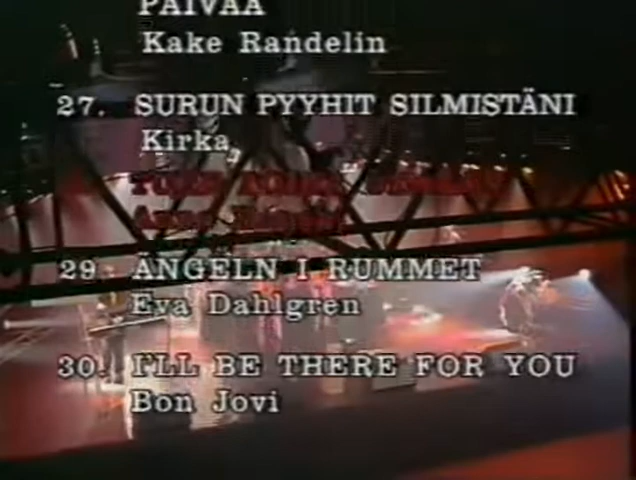 PÄIVÄÄ
Kake Randelin
27. SURUN PYYHIT SILMISTÄNI
Kirka
29. ÄNGELN I RUMMET
Eva Dahlgren
30. I'LL BE THERE FOR YOU
Bon Jovi